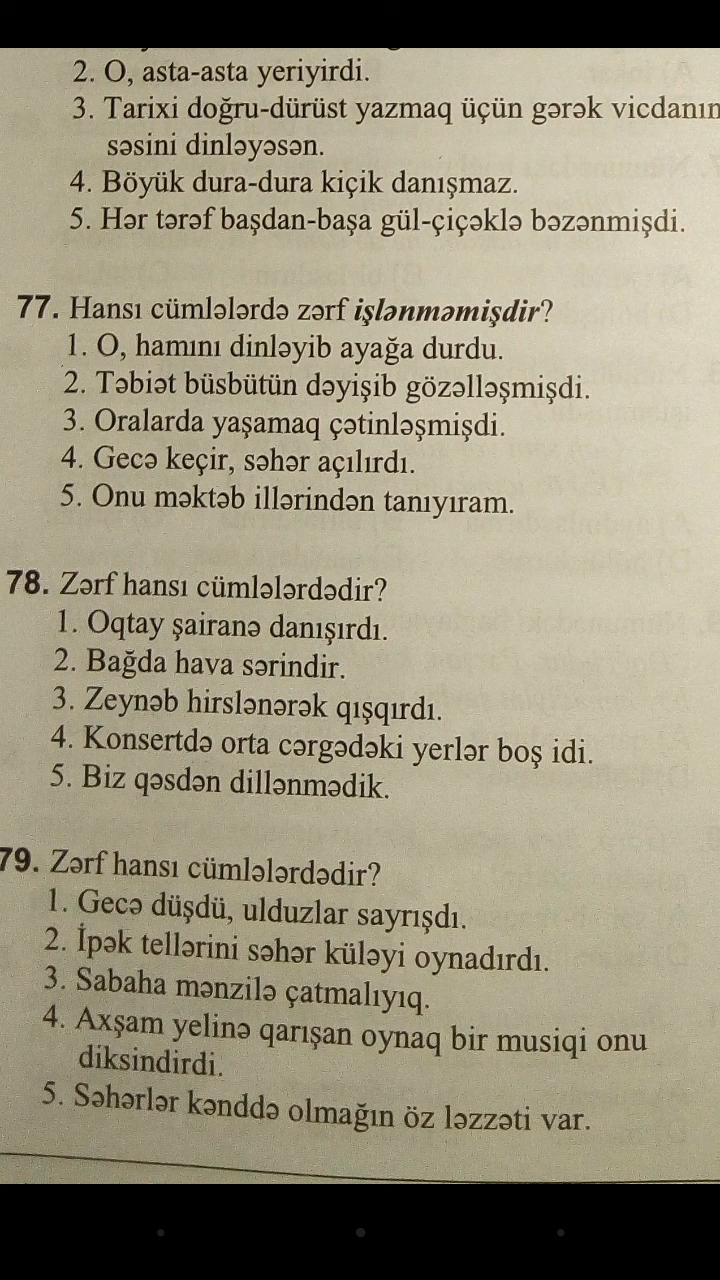 2. O, asta-asta yeriyirdi.
3. Tarixi doğru-dürüst yazmaq üçün gərək vicdanın
səsini dinləyəsən.
4. Böyük dura-dura kiçik danışmaz.
5. Hər tərəf başdan-başa gül-çiçəklə bəzənmişdi.
77. Hansı cümlələrdə zərf işlənməmişdir?
1. O, hamını dinləyib ayağa durdu.
2. Təbiət büsbütün dəyişib gözəlləşmişdi.
3. Oralarda yaşamaq çətinləşmişdi.
4. Gecə keçir, səhər açılırdı.
5. Onu məktəb illərindən tanıyıram.
78. Zərf hansı cümlələrdədir?
1. Oqtay şairanə danışırdı.
2. Bağda hava sərindir.
3. Zeynəb hirslənərək qışqırdı.
4. Konsertdə orta cərgədəki yerlər boş idi.
5. Biz qəsdən dillənmədik.
79. Zərf hansı cümlələrdədir?
1. Gecə düşdü, ulduzlar sayrışdı.
2. İpək tellərini səhər küləyi oynadırdı.
3. Sabaha mənzilə çatmalıyıq.
4. Axşam yelinə qarışan oynaq bir musiqi onu
diksindirdi.
5. Səhərlər kənddə olmağın öz ləzzəti var.